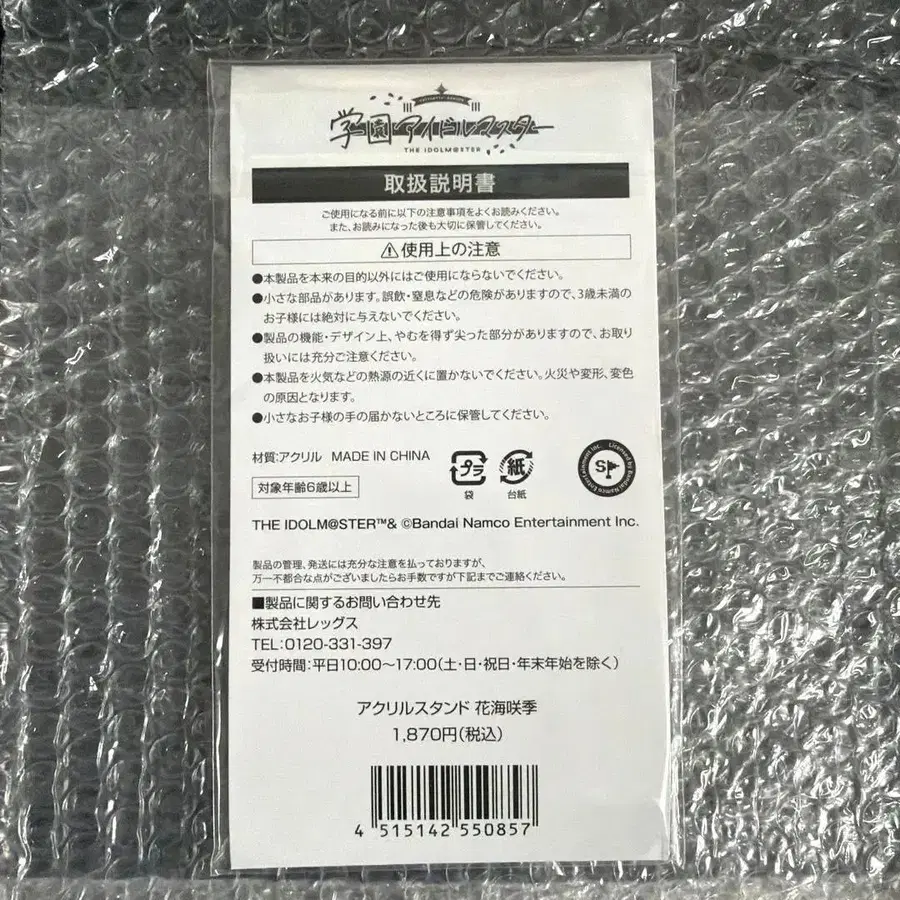 学園アイドルマスター
THE IDOLM@STER
取扱説明書
ご使用になる前に以下の注意事項をよくお読みください。
また、お読みになった後も大切に保管してください。
⚠使用上の注意
●本製品を本来の目的以外にはご使用にならないでください。
●小さな部品があります。誤飲・窒息などの危険がありますので、3歳未満の
お子様には絶対に与えないでください。
●製品の機能・デザイン上、やむを得ず尖った部分がありますので、お取り
扱いには充分ご注意ください。
●本製品を火気などの熱源の近くに置かないでください。火災や変形、変色
の原因となります。
●小さなお子様の手の届かないところに保管してください。
材質:アクリル MADE IN CHINA
対象年齢6歳以上
プラ
袋
紙
台紙
Licensed by Bandai Namco Entertainment Inc.
SP
THE IDOLM@STER™& ©Bandai Namco Entertainment Inc.
製品の管理、発送には充分な注意を払っておりますが、
万一不都合な点がございましたらお手数ですが下記までご連絡ください。
■製品に関するお問い合わせ先
株式会社レッグス
TEL:0120-331-397
受付時間:平日10:00〜17:00(土・日・祝日・年末年始を除く)
アクリルスタンド 花海咲季
1,870円(税込)
4 515142 550857